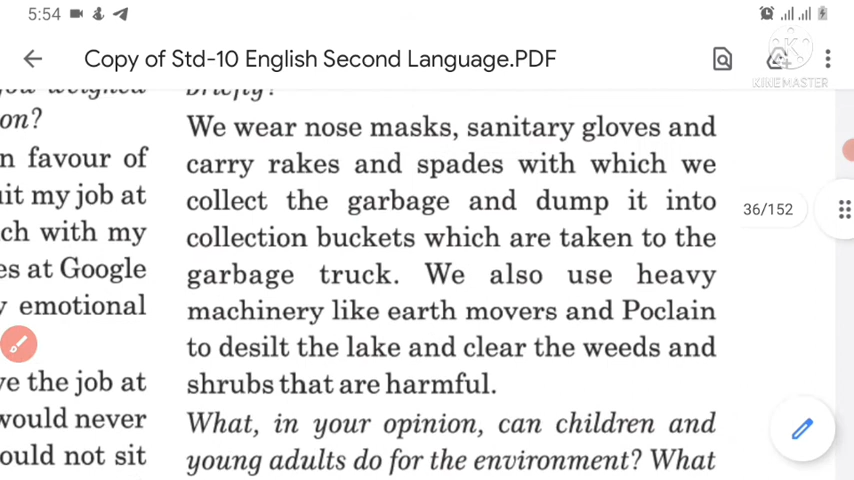 5:54
Copy of Std-10 English Second Language.PDF
K
KINEMASTER
you weighed
on?
n favour of
uit my job at
ch with my
es at Google
y emotional
ve the job at
would never
ould not sit
briefly?
We wear nose masks, sanitary gloves and
carry rakes and spades with which we
collect the garbage and dump it into
collection buckets which are taken to the
garbage truck. We also use heavy
machinery like earth movers and Poclain
to desilt the lake and clear the weeds and
shrubs that are harmful.
What, in your opinion, can children and
young adults do for the environment? What
36/152